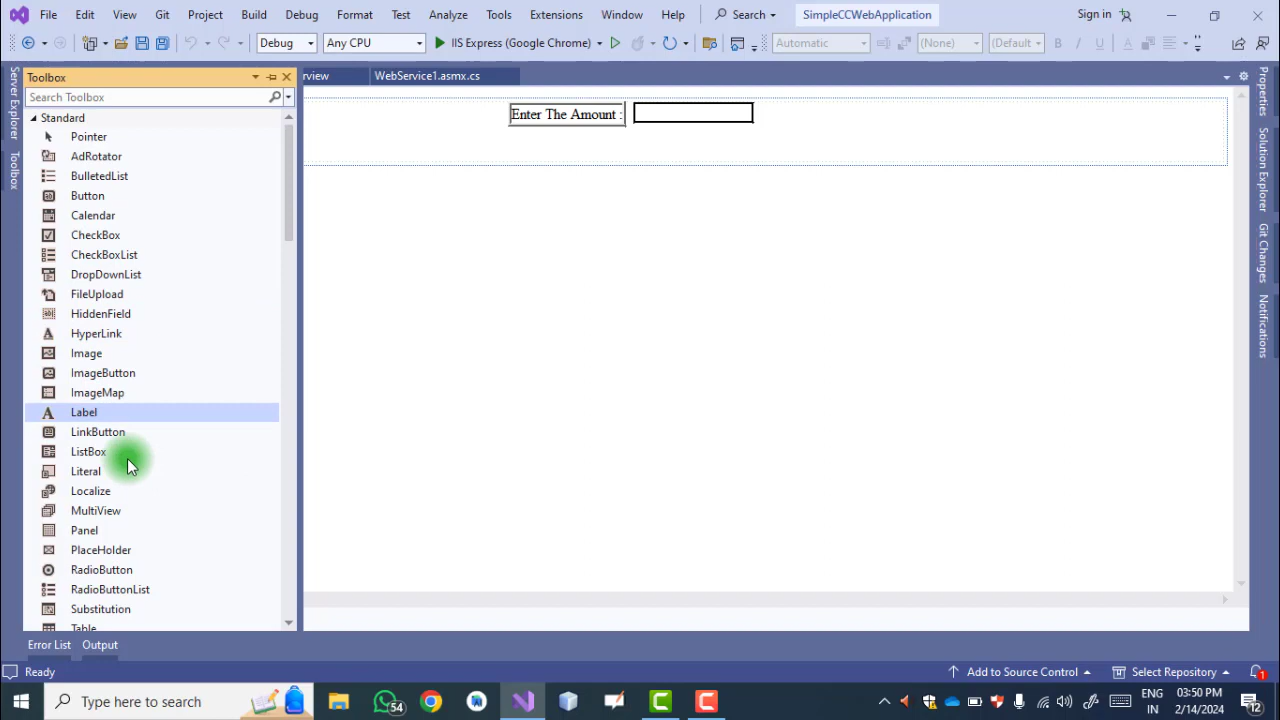 File Edit View Git Project Build Debug Format Test Analyze Tools Extensions Window Help Search SimpleCCWebApplication Sign in
Debug Any CPU IIS Express (Google Chrome) Automatic (None) (Default
Toolbox rview WebService1.asmx.cs
Search Toolbox
Standard
Pointer
AdRotator
BulletedList
Button
Calendar
CheckBox
CheckBoxList
DropDownList
FileUpload
HiddenField
HyperLink
Image
ImageButton
ImageMap
Label
LinkButton
ListBox
Literal
Localize
MultiView
Panel
PlaceHolder
RadioButton
RadioButtonList
Substitution
Table
Server Explorer
Toolbox
Enter The Amount :
Properties
Solution Explorer
Git Changes
Notifications
Error List Output
Ready Add to Source Control Select Repository 1
Type here to search 54 ENG IN 03:50 PM 2/14/2024 12